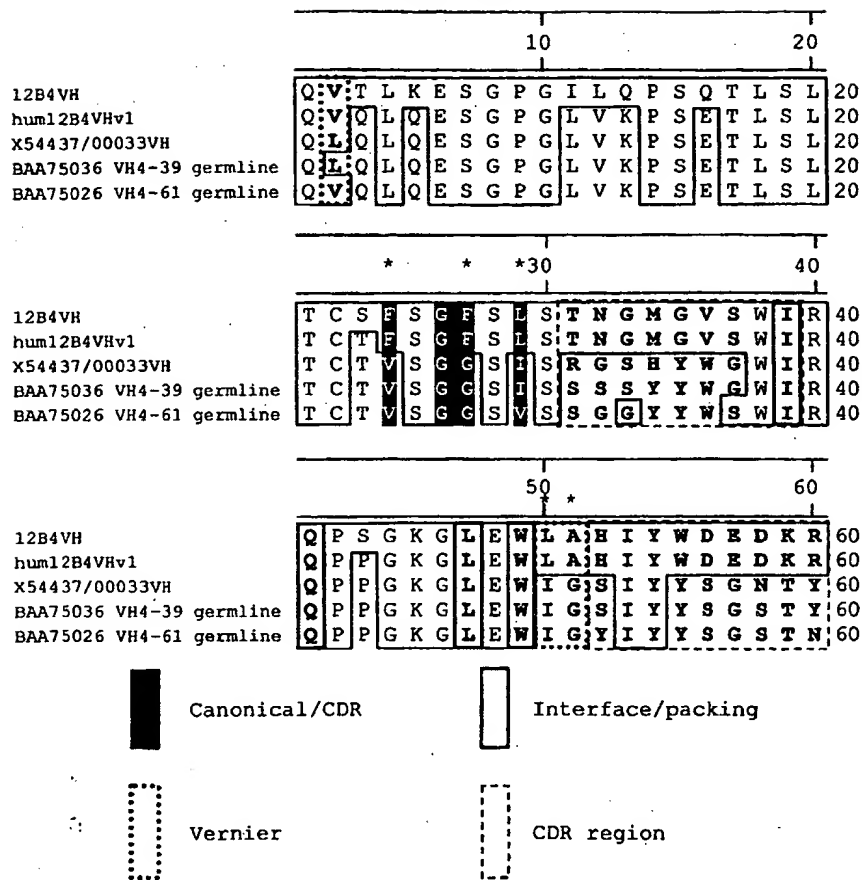 10 20
12B4VH Q V T L K E S G P G I L Q P S Q T L S L 20
hum12B4VHv1 Q V Q L Q E S G P G L V K P S E T L S L 20
X54437/00033VH Q L Q L Q E S G P G L V K P S E T L S L 20
BAA75036 VH4-39 germline Q L Q L Q E S G P G L V K P S E T L S L 20
BAA75026 VH4-61 germline Q V Q L Q E S G P G L V K P S E T L S L 20
* * *
30 40
12B4VH T C S F S G F S L S T N G M G V S W I R 40
hum12B4VHv1 T C T F S G F S L S T N G M G V S W I R 40
X54437/00033VH T C T V S G G S I S R G S H Y W G W I R 40
BAA75036 VH4-39 germline T C T V S G G S I S S S S Y Y W G W I R 40
BAA75026 VH4-61 germline T C T V S G G S V S S G G Y Y W S W I R 40
50 60
* *
12B4VH Q P S G K G L E W L A H I Y W D E D K R 60
hum12B4VHv1 Q P P G K G L E W L A H I Y W D E D K R 60
X54437/00033VH Q P P G K G L E W I G S I Y Y S G N T Y 60
BAA75036 VH4-39 germline Q P P G K G L E W I G S I Y Y S G S T Y 60
BAA75026 VH4-61 germline Q P P G K G L E W I G Y I Y Y S G S T N 60
Canonical/CDR Interface/packing
Vernier CDR region